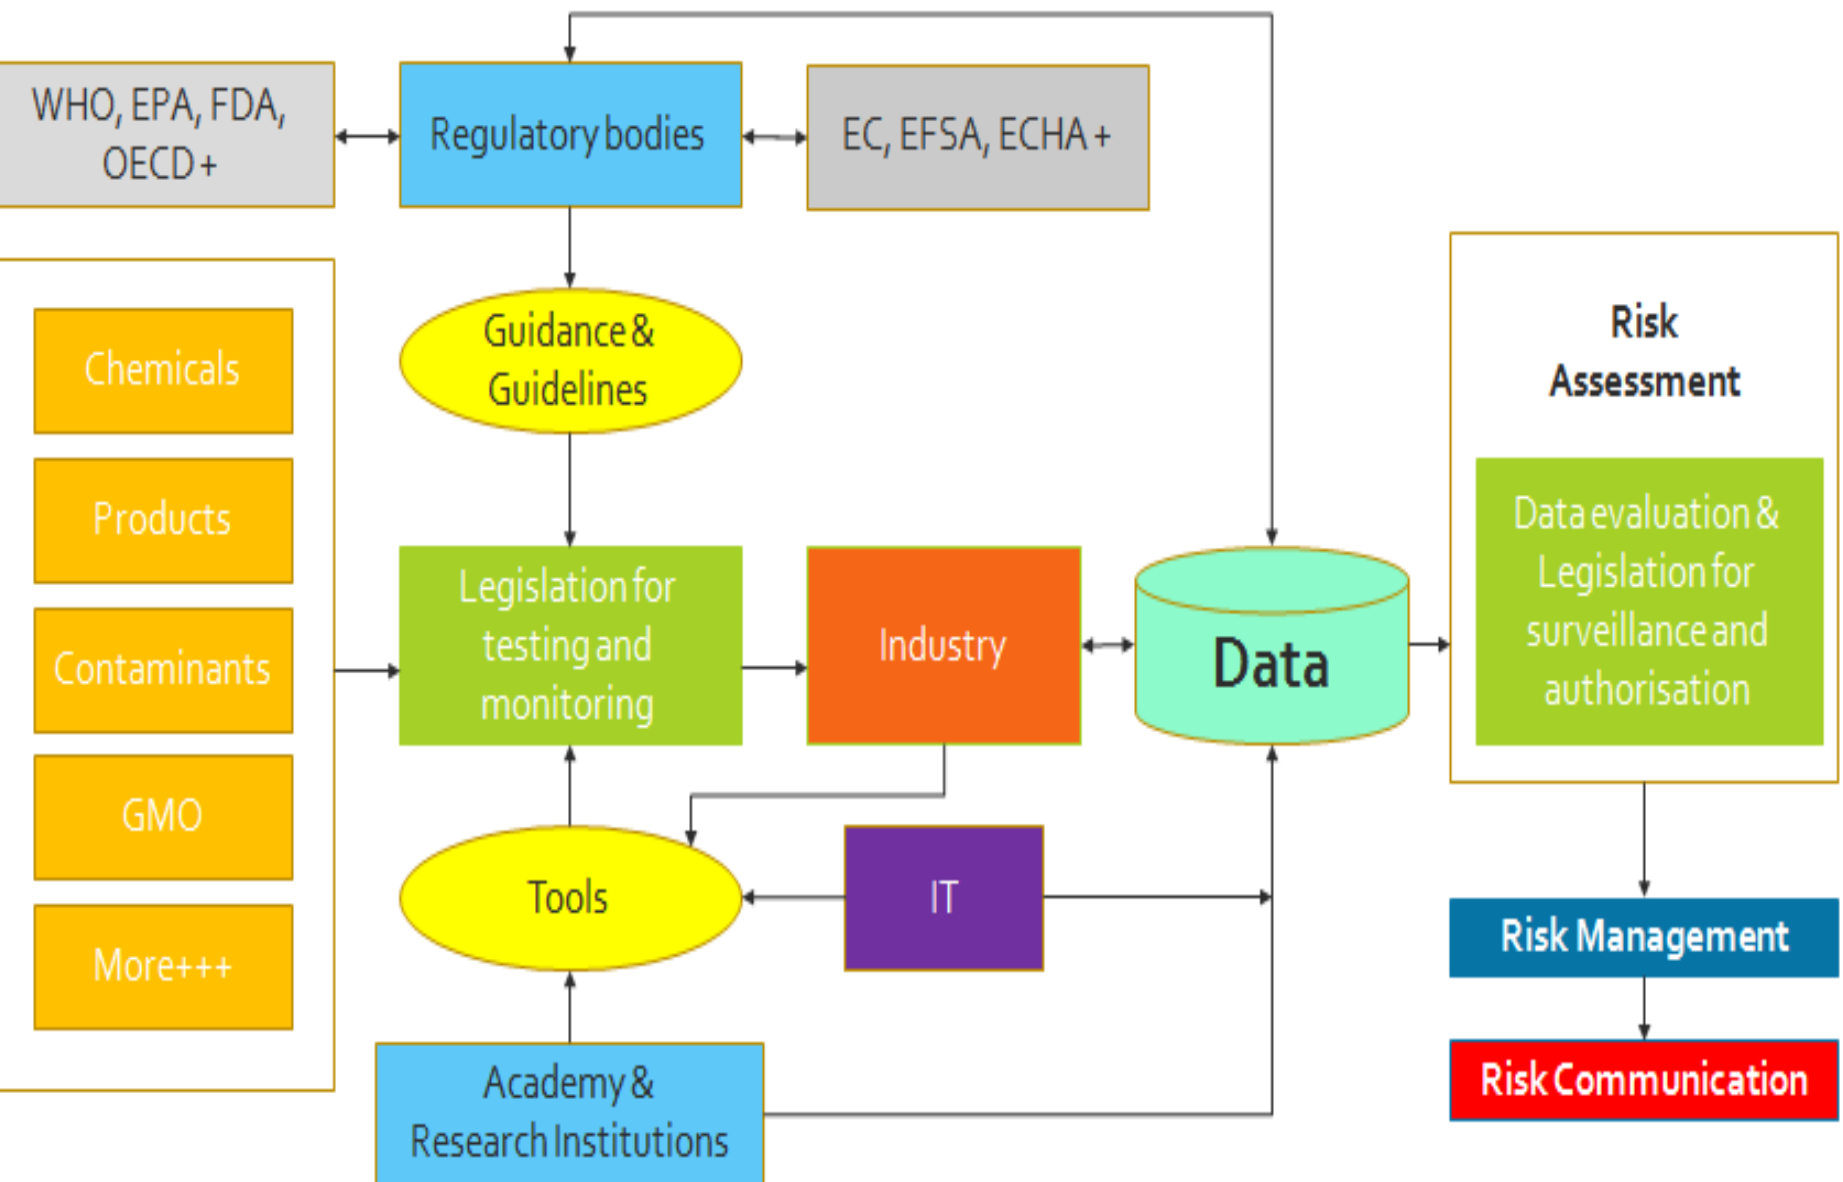 WHO, EPA, FDA,
OECD +
Regulatory bodies
EC, EFSA, ECHA +
Guidance &
Guidelines
Chemicals
Products
Contaminants
GMO
More+++
Legislation for
testing and
monitoring
Industry
Data
Risk
Assessment
Data evaluation &
Legislation for
surveillance and
authorisation
Tools
IT
Academy &
Research Institutions
Risk Management
Risk Communication